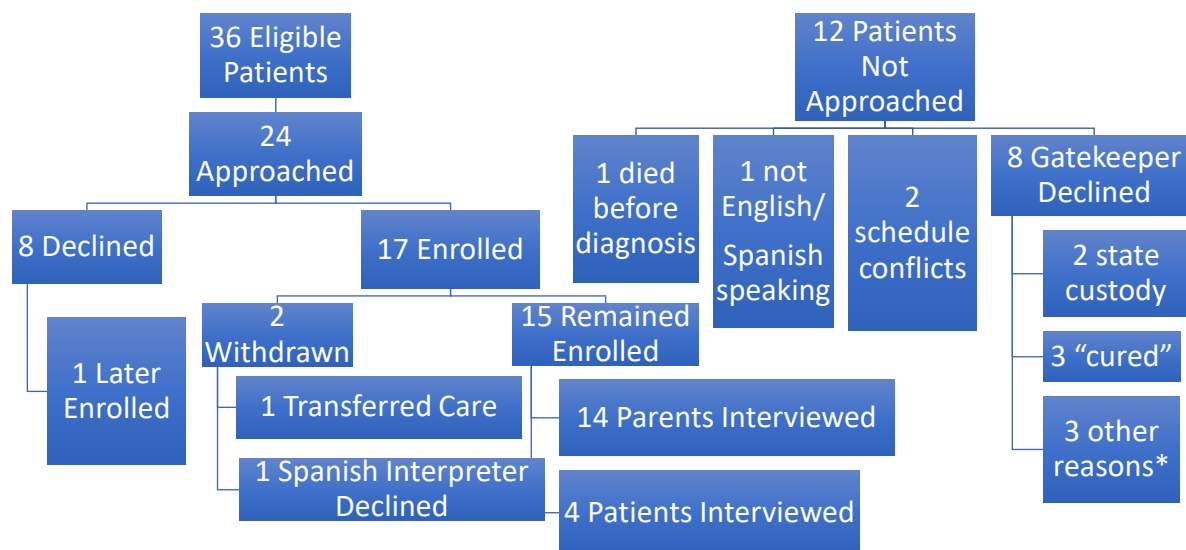 36 Eligible
Patients
24
Approached
8 Declined
17 Enrolled
1 Later
Enrolled
2
Withdrawn
15 Remained
Enrolled
1 Transferred Care
1 Spanish Interpreter
Declined
14 Parents Interviewed
4 Patients Interviewed
12 Patients
Not
Approached
1 died
before
diagnosis
1 not
English/
Spanish
speaking
2
schedule
conflicts
8 Gatekeeper
Declined
2 state
custody
3 “cured”
3 other
reasons*